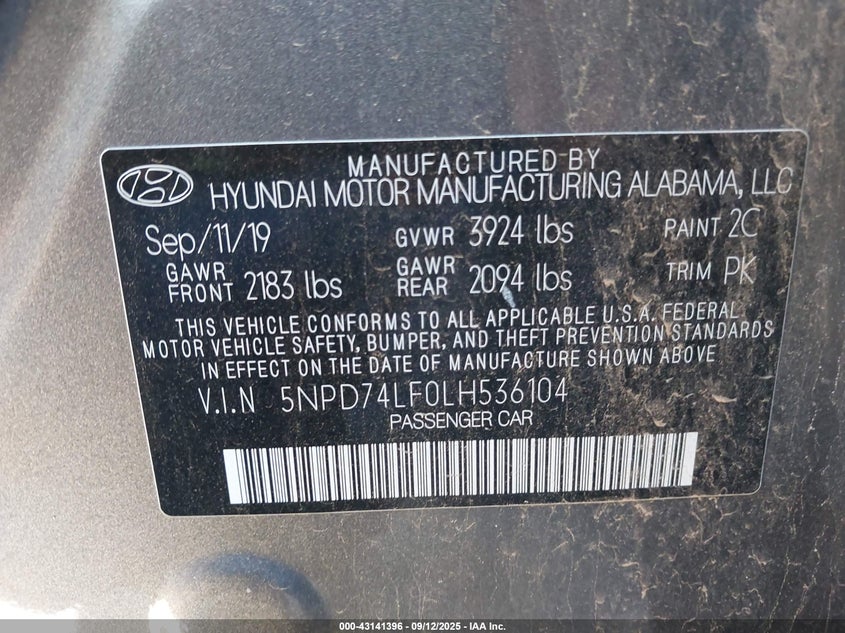 MANUFACTURED BY
HYUNDAI MOTOR MANUFACTURING ALABAMA, LLC
Sep/11/19 GVWR 3924 lbs PAINT 2C
GAWR FRONT 2183 lbs GAWR REAR 2094 lbs TRIM PK
THIS VEHICLE CONFORMS TO ALL APPLICABLE U.S.A. FEDERAL
MOTOR VEHICLE SAFETY, BUMPER, AND THEFT PREVENTION STANDARDS
IN EFFECT ON THE DATE OF MANUFACTURE SHOWN ABOVE
V.I.N 5NPD74LF0LH536104
PASSENGER CAR
000-43141396 - 09/12/2025 - IAA Inc.